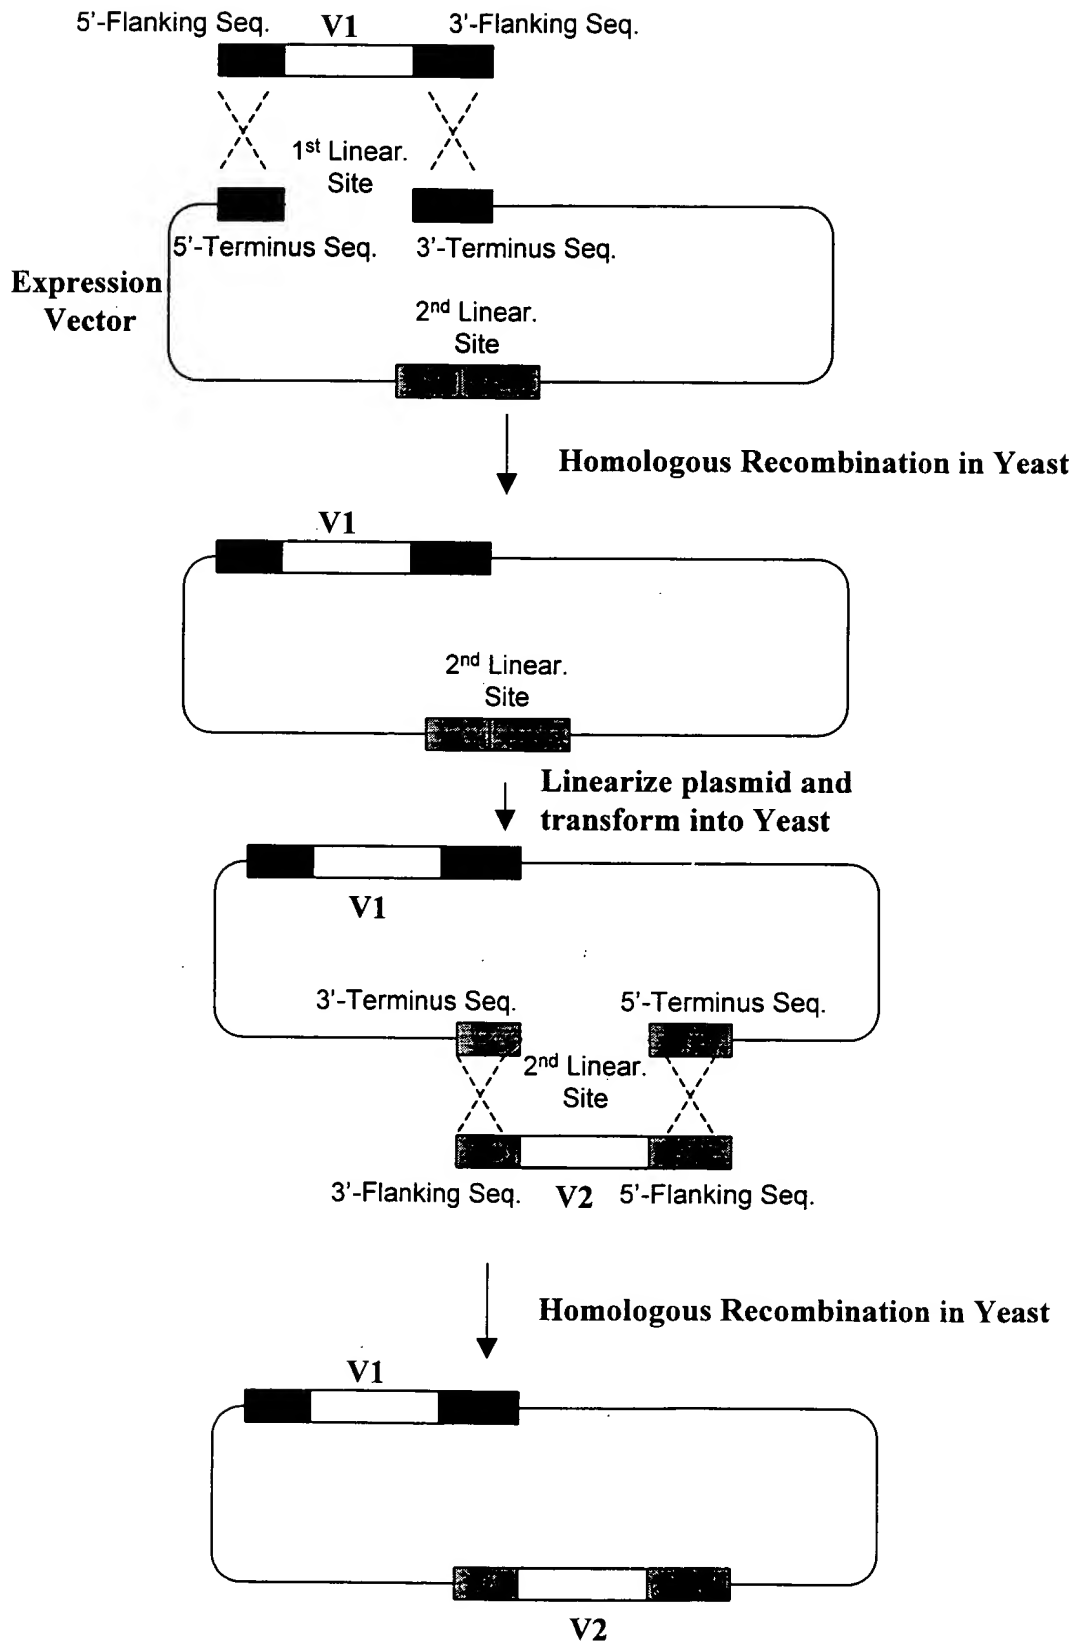 5'-Flanking Seq. V1 3'-Flanking Seq.
1st Linear.
Site
5'-Terminus Seq. 3'-Terminus Seq.
Expression
Vector
2nd Linear.
Site
Homologous Recombination in Yeast
V1
2nd Linear.
Site
Linearize plasmid and
transform into Yeast
V1
3'-Terminus Seq. 5'-Terminus Seq.
2nd Linear.
Site
3'-Flanking Seq. V2 5'-Flanking Seq.
Homologous Recombination in Yeast
V1
V2